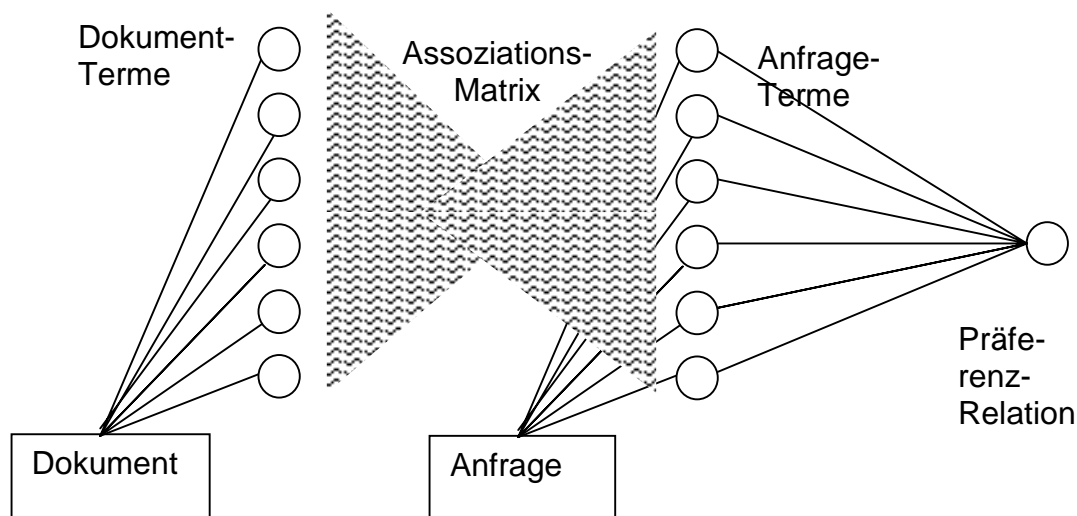 Dokument-
Terme
Assoziations-
Matrix
Anfrage-
Terme
Präfe-
renz-
Relation
Dokument
Anfrage